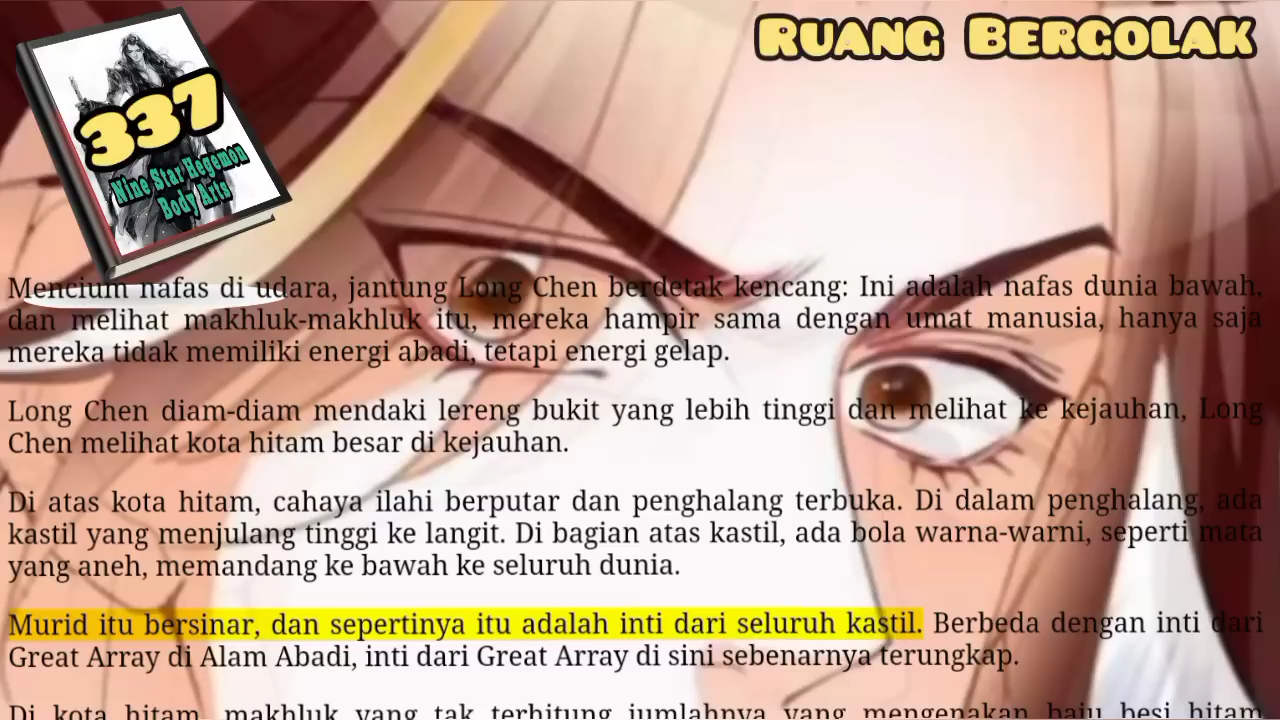 RUANG BERGOLAK
337
Nine Star Hegemon
Body Arts
Mencium nafas di udara, jantung Long Chen berdetak kencang: Ini adalah nafas dunia bawah,
dan melihat makhluk-makhluk itu, mereka hampir sama dengan umat manusia, hanya saja
mereka tidak memiliki energi abadi, tetapi energi gelap.
Long Chen diam-diam mendaki lereng bukit yang lebih tinggi dan melihat ke kejauhan, Long
Chen melihat kota hitam besar di kejauhan.
Di atas kota hitam, cahaya ilahi berputar dan penghalang terbuka. Di dalam penghalang, ada
kastil yang menjulang tinggi ke langit. Di bagian atas kastil, ada bola warna-warni, seperti mata
yang aneh, memandang ke bawah ke seluruh dunia.
Murid itu bersinar, dan sepertinya itu adalah inti dari seluruh kastil. Berbeda dengan inti dari
Great Array di Alam Abadi, inti dari Great Array di sini sebenarnya terungkap.
Di kota hitam, makhluk yang tak terhitung jumlahnya yang mengenakan baju besi hitam